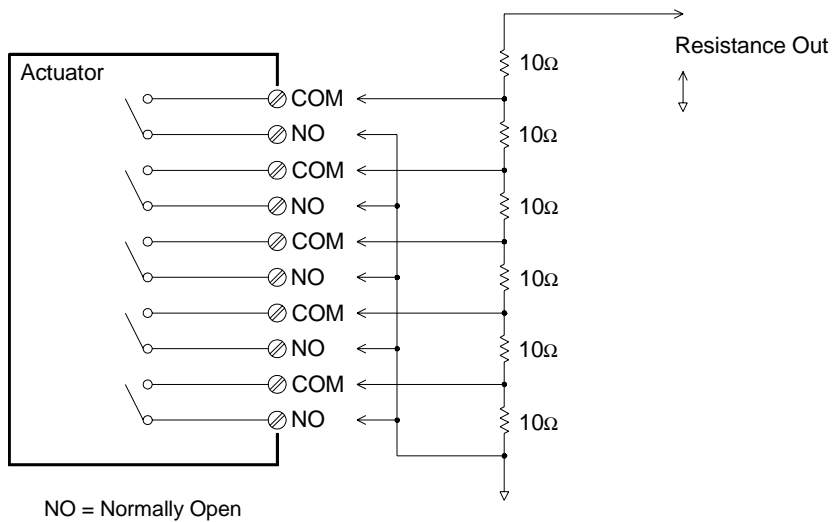 Resistance Out
10Ω
Actuator
COM
NO
10Ω
COM
NO
10Ω
COM
NO
10Ω
COM
NO
10Ω
COM
NO
10Ω
NO = Normally Open